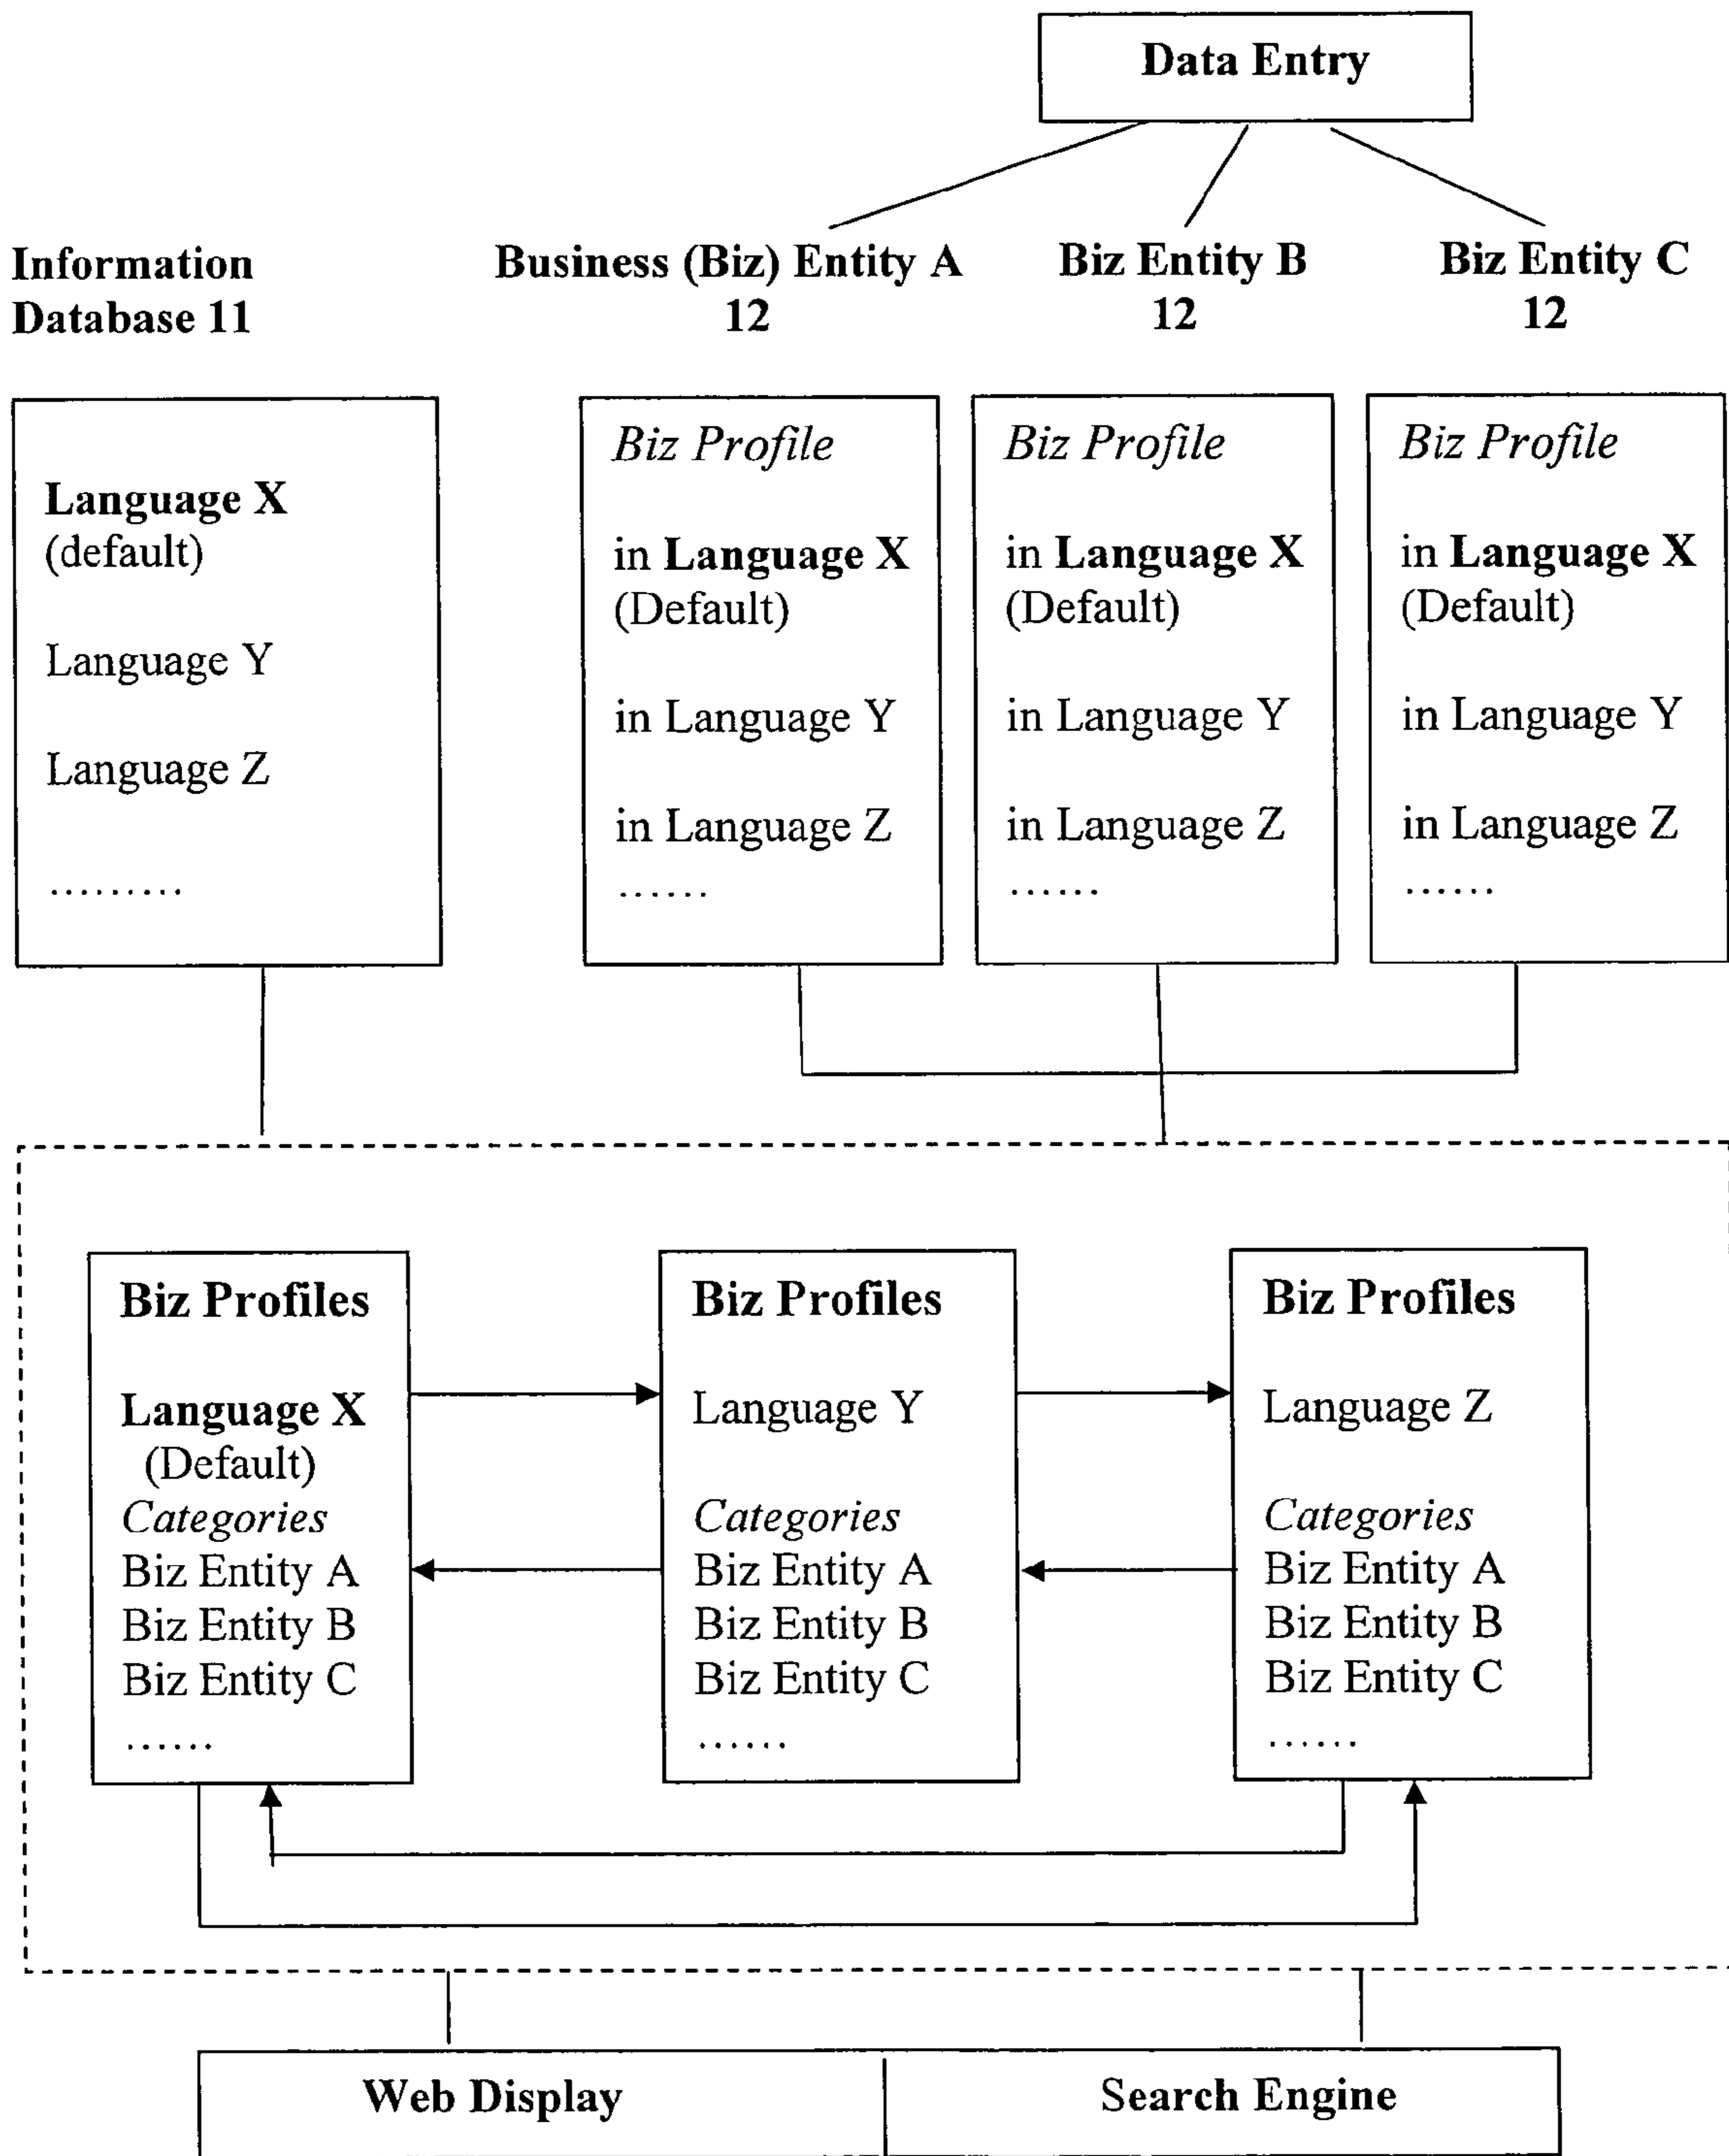 Data Entry
Information
Database 11
Business (Biz) Entity A
12
Biz Entity B
12
Biz Entity C
12
Language X
(default)
Language Y
Language Z
.........
Biz Profile
in Language X
(Default)
in Language Y
in Language Z
......
Biz Profile
in Language X
(Default)
in Language Y
in Language Z
......
Biz Profile
in Language X
(Default)
in Language Y
in Language Z
......
Biz Profiles
Language X
(Default)
Categories
Biz Entity A
Biz Entity B
Biz Entity C
......
Biz Profiles
Language Y
Categories
Biz Entity A
Biz Entity B
Biz Entity C
......
Biz Profiles
Language Z
Categories
Biz Entity A
Biz Entity B
Biz Entity C
......
Web Display
Search Engine